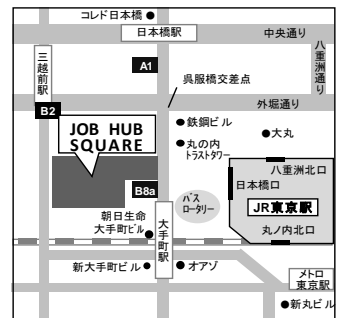 コレド日本橋
日本橋駅
中央通り
三越前駅
A1
八重洲通り
呉服橋交差点
B2
外堀通り
JOB HUB
SQUARE
鉄鋼ビル
大丸
丸の内
トラストタワー
八重洲北口
日本橋口
B8a
バス
ロータリー
JR東京駅
朝日生命
大手町ビル
大手町駅
丸ノ内北口
新大手町ビル
オアゾ
メトロ
東京駅
新丸ビル